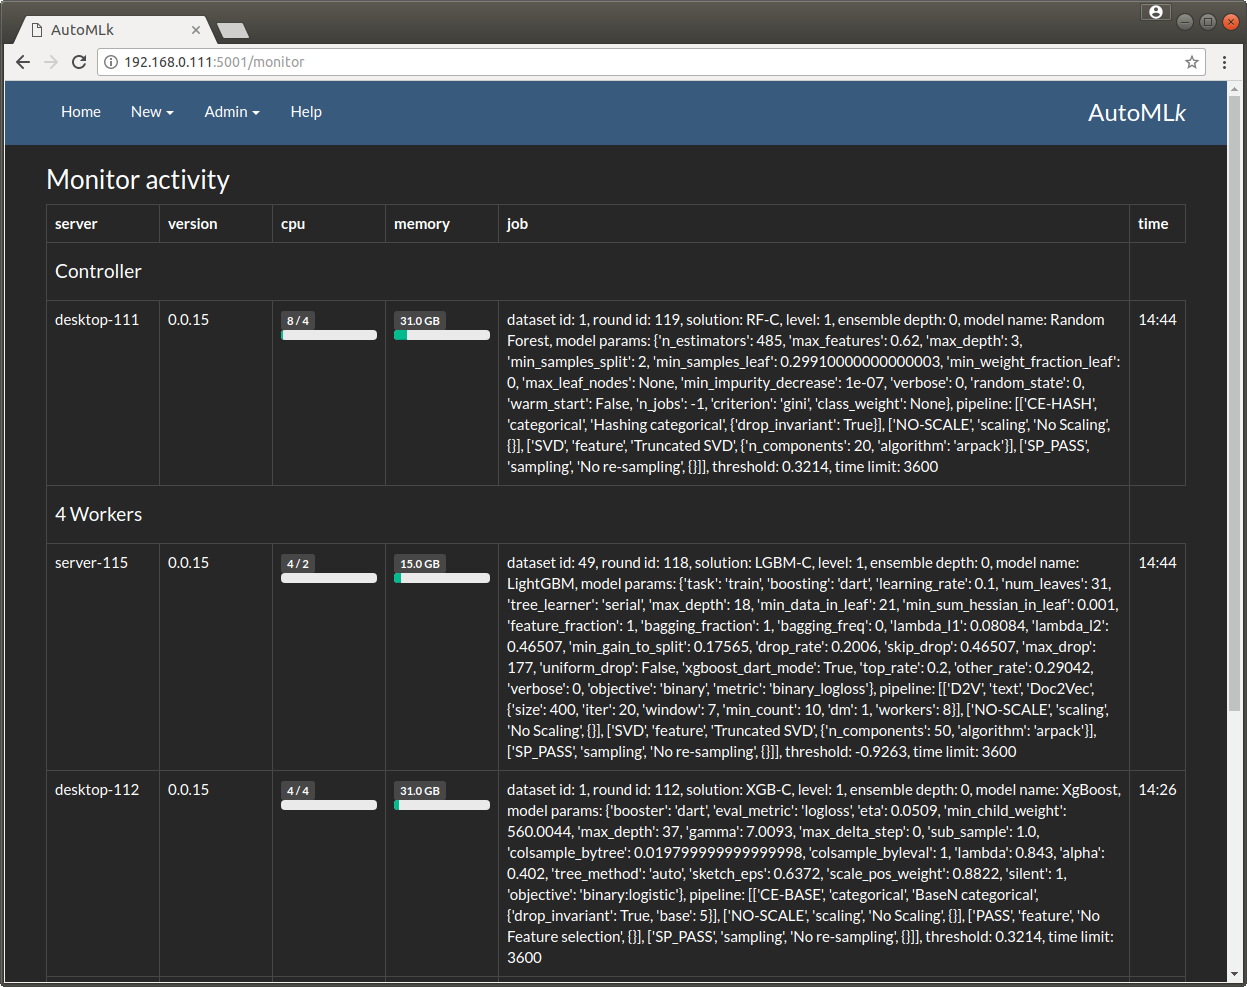 AutoMLk
192.168.0.111:5001/monitor
Home New Admin Help AutoMLk
Monitor activity
server version cpu memory job time
Controller
desktop-111 0.0.15 8 / 4 31.0 GB dataset id: 1, round id: 119, solution: RF-C, level: 1, ensemble depth: 0, model name: Random 14:44
Forest, model params: {'n_estimators': 485, 'max_features': 0.62, 'max_depth': 3,
'min_samples_split': 2, 'min_samples_leaf': 0.29910000000000003, 'min_weight_fraction_leaf':
0, 'max_leaf_nodes': None, 'min_impurity_decrease': 1e-07, 'verbose': 0, 'random_state': 0,
'warm_start': False, 'n_jobs': -1, 'criterion': 'gini', 'class_weight': None}, pipeline: [['CE-HASH',
'categorical', 'Hashing categorical', {'drop_invariant': True}], ['NO-SCALE', 'scaling', 'No Scaling',
{}], ['SVD', 'feature', 'Truncated SVD', {'n_components': 20, 'algorithm': 'arpack'}], ['SP_PASS',
'sampling', 'No re-sampling', {}]], threshold: 0.3214, time limit: 3600
4 Workers
server-115 0.0.15 4 / 2 15.0 GB dataset id: 49, round id: 118, solution: LGBM-C, level: 1, ensemble depth: 0, model name: 14:44
LightGBM, model params: {'task': 'train', 'boosting': 'dart', 'learning_rate': 0.1, 'num_leaves': 31,
'tree_learner': 'serial', 'max_depth': 18, 'min_data_in_leaf': 21, 'min_sum_hessian_in_leaf': 0.001,
'feature_fraction': 1, 'bagging_fraction': 1, 'bagging_freq': 0, 'lambda_l1': 0.08084, 'lambda_l2':
0.46507, 'min_gain_to_split': 0.17565, 'drop_rate': 0.2006, 'skip_drop': 0.46507, 'max_drop':
177, 'uniform_drop': False, 'xgboost_dart_mode': True, 'top_rate': 0.2, 'other_rate': 0.29042,
'verbose': 0, 'objective': 'binary', 'metric': 'binary_logloss'}, pipeline: [['D2V', 'text', 'Doc2Vec',
{'size': 400, 'iter': 20, 'window': 7, 'min_count': 10, 'dm': 1, 'workers': 8}], ['NO-SCALE', 'scaling',
'No Scaling', {}], ['SVD', 'feature', 'Truncated SVD', {'n_components': 50, 'algorithm': 'arpack'}],
['SP_PASS', 'sampling', 'No re-sampling', {}]], threshold: -0.9263, time limit: 3600
desktop-112 0.0.15 4 / 4 31.0 GB dataset id: 1, round id: 112, solution: XGB-C, level: 1, ensemble depth: 0, model name: XgBoost, 14:26
model params: {'booster': 'dart', 'eval_metric': 'logloss', 'eta': 0.0509, 'min_child_weight':
560.0044, 'max_depth': 37, 'gamma': 7.0093, 'max_delta_step': 0, 'sub_sample': 1.0,
'colsample_bytree': 0.019799999999999998, 'colsample_byleval': 1, 'lambda': 0.843, 'alpha':
0.402, 'tree_method': 'auto', 'sketch_eps': 0.6372, 'scale_pos_weight': 0.8822, 'silent': 1,
'objective': 'binary:logistic'}, pipeline: [['CE-BASE', 'categorical', 'BaseN categorical',
{'drop_invariant': True, 'base': 5}], ['NO-SCALE', 'scaling', 'No Scaling', {}], ['PASS', 'feature', 'No
Feature selection', {}], ['SP_PASS', 'sampling', 'No re-sampling', {}]], threshold: 0.3214, time limit:
3600